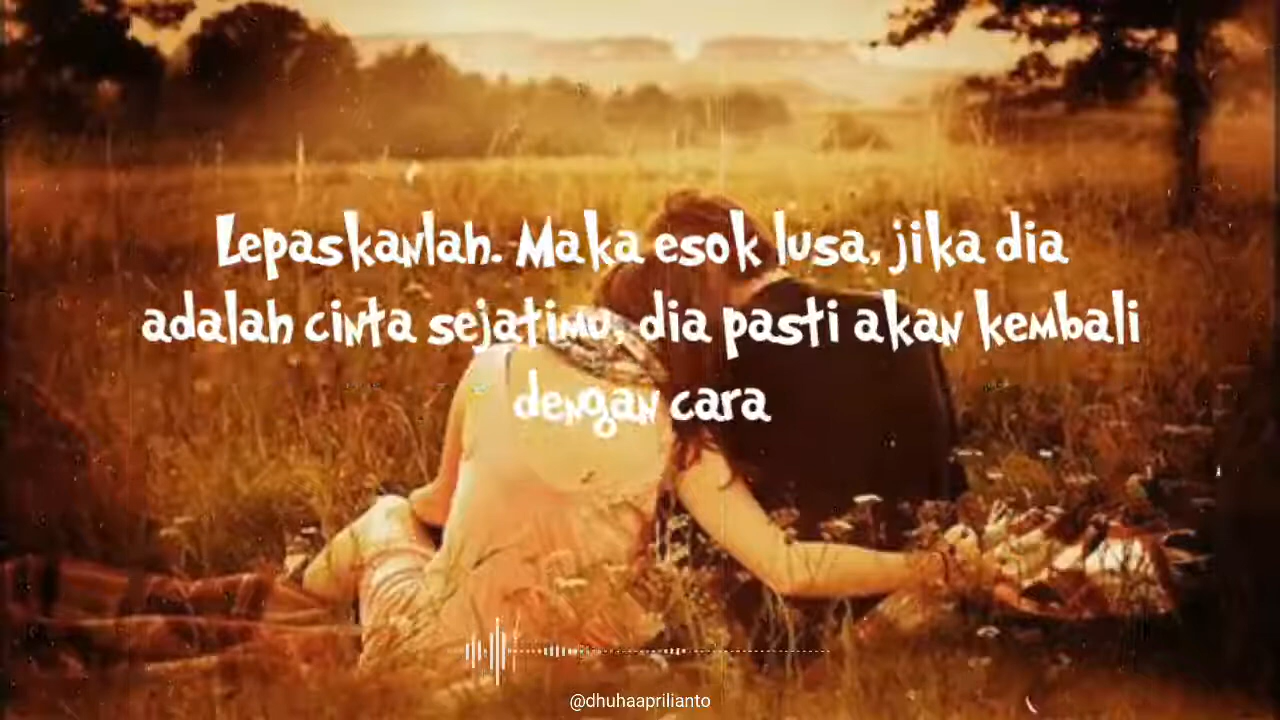 Lepaskanlah. Maka esok lusa, jika dia
adalah cinta sejatimu, dia pasti akan kembali
dengan cara
@dhuhaaprilianto